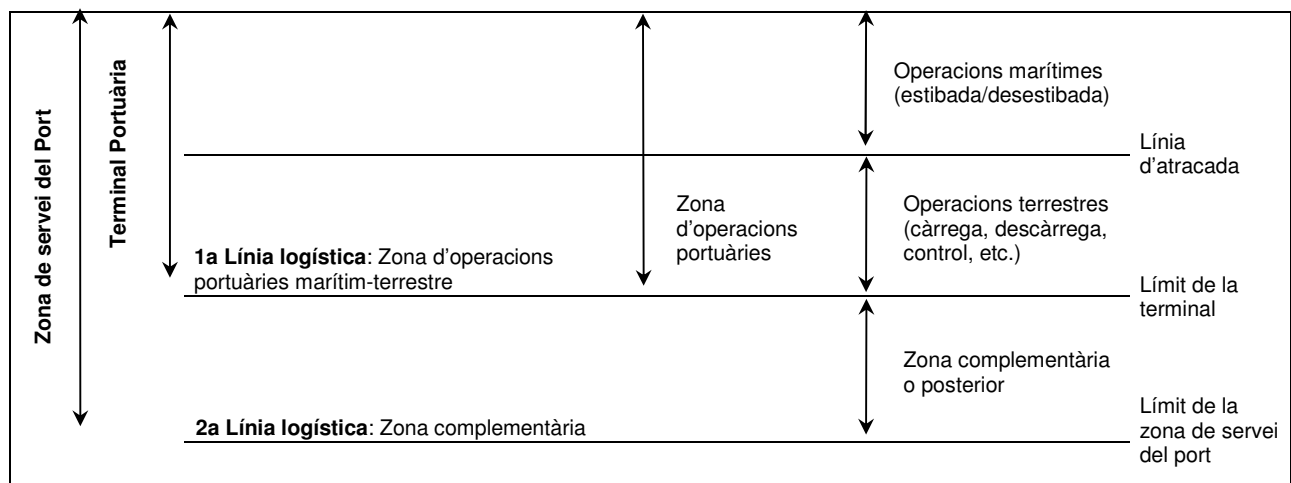 Zona de servei del Port
Terminal Portuària
Operacions marítimes
(estibada/desestibada)
Línia
d'atracada
Zona
d'operacions
portuàries
Operacions terrestres
(càrrega, descàrrega,
control, etc.)
1a Línia logística: Zona d'operacions
portuàries marítim-terrestre
Límit de la
terminal
Zona complementària
o posterior
2a Línia logística: Zona complementària
Límit de la
zona de servei
del port